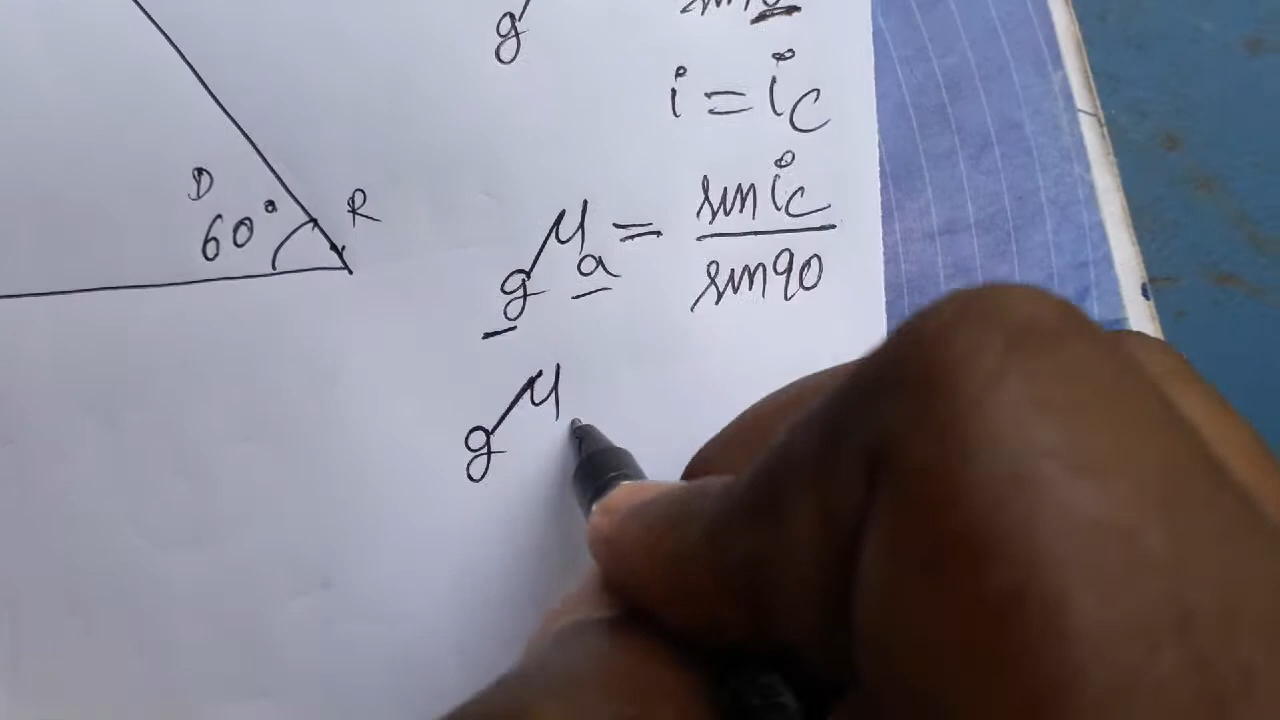 g
i = iC
D
60° R
gμa = sin iC / sin90
gμ